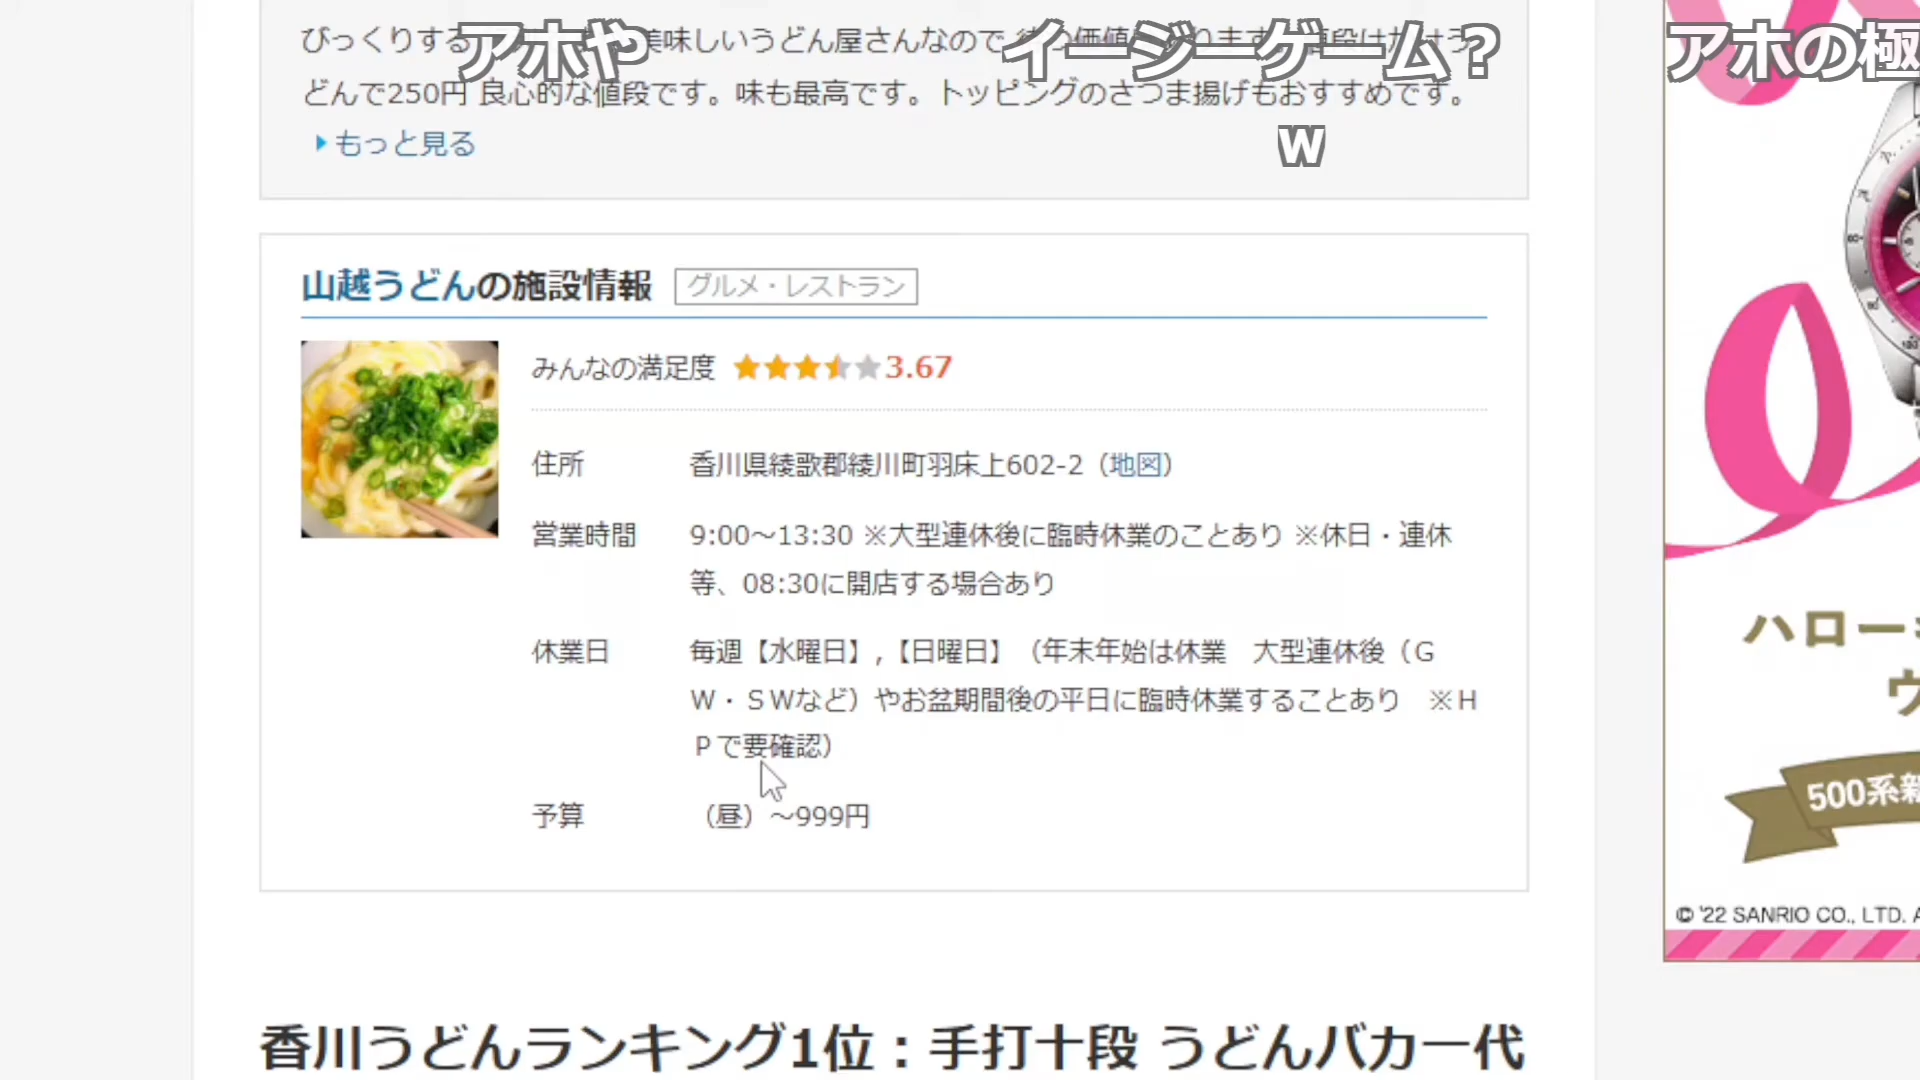 アホや
イージーゲーム？
アホの極
びっくりする 美味しいうどん屋さんなので
どんで250円 良心的な値段です。味も最高です。トッピングのさつま揚げもおすすめです。
もっと見る
w
山越うどんの施設情報 グルメ・レストラン
みんなの満足度 3.67
住所 香川県綾歌郡綾川町羽床上602-2（地図）
営業時間 9:00～13:30 ※大型連休後に臨時休業のことあり ※休日・連休
等、08:30に開店する場合あり
休業日 毎週【水曜日】,【日曜日】（年末年始は休業　大型連休後（Ｇ
Ｗ・ＳＷなど）やお盆期間後の平日に臨時休業することあり　※Ｈ
Ｐで要確認）
予算 （昼）～999円
香川うどんランキング1位：手打十段 うどんバカ一代
ハロー
ウ
500系新
© '22 SANRIO CO., LTD.